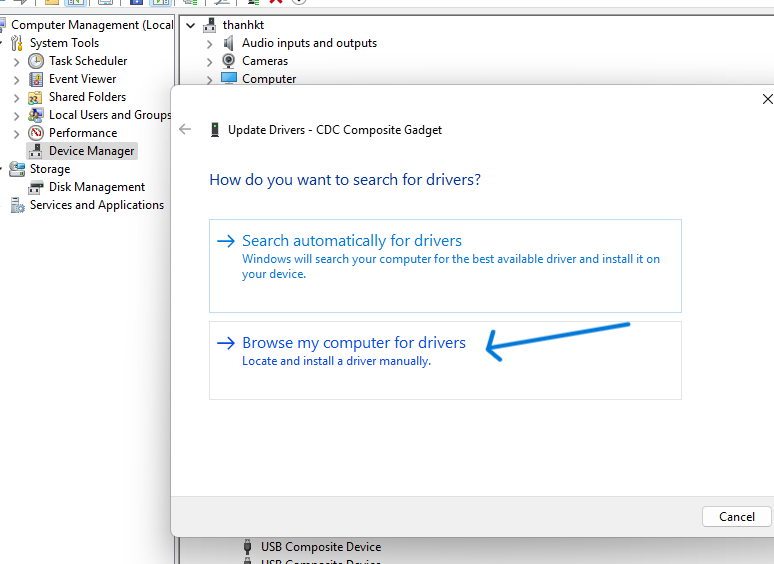 Computer Management (Local
System Tools
Task Scheduler
Event Viewer
Shared Folders
Local Users and Groups
Performance
Device Manager
Storage
Disk Management
Services and Applications
thanhkt
Audio inputs and outputs
Cameras
Computer
Update Drivers - CDC Composite Gadget
How do you want to search for drivers?
Search automatically for drivers
Windows will search your computer for the best available driver and install it on
your device.
Browse my computer for drivers
Locate and install a driver manually.
Cancel
USB Composite Device
USB Composite Device